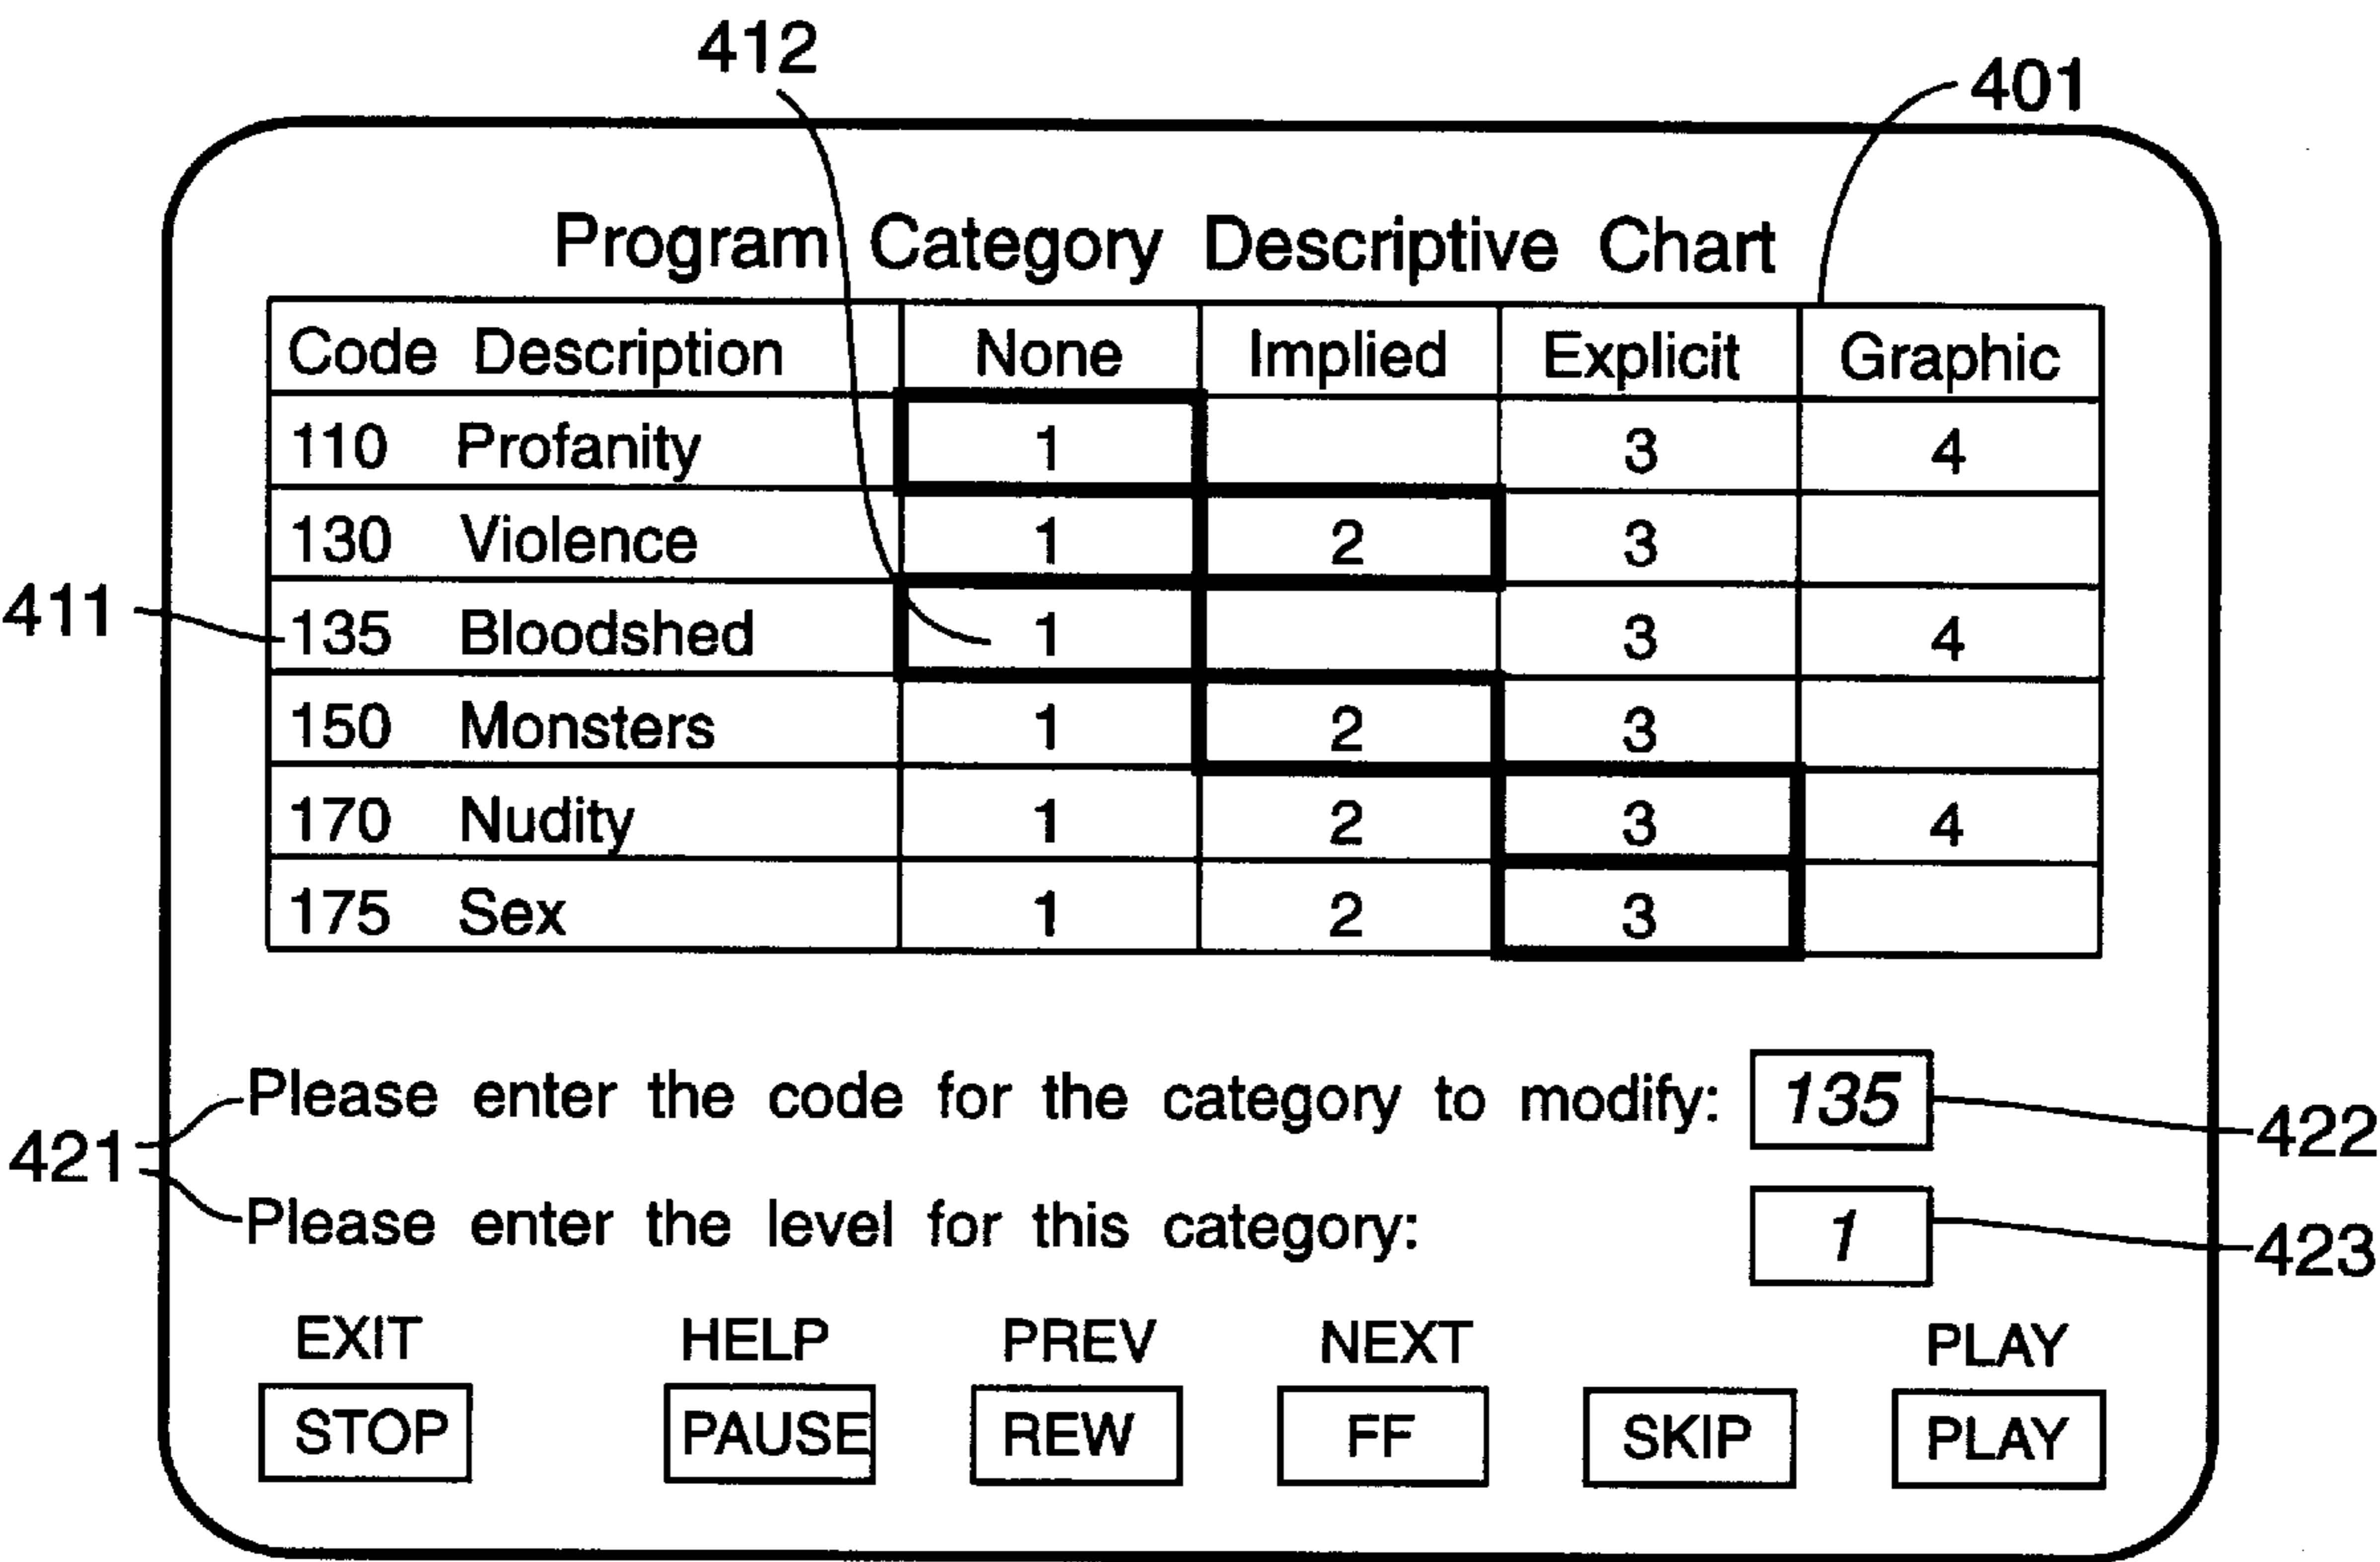 412
401
Program Category Descriptive Chart
Code Description None Implied Explicit Graphic
110 Profanity 1 3 4
130 Violence 1 2 3
411
135 Bloodshed 1 3 4
150 Monsters 1 2 3
170 Nudity 1 2 3 4
175 Sex 1 2 3
Please enter the code for the category to modify: 135
422
421
Please enter the level for this category: 1
423
EXIT HELP PREV NEXT PLAY
STOP PAUSE REW FF SKIP PLAY